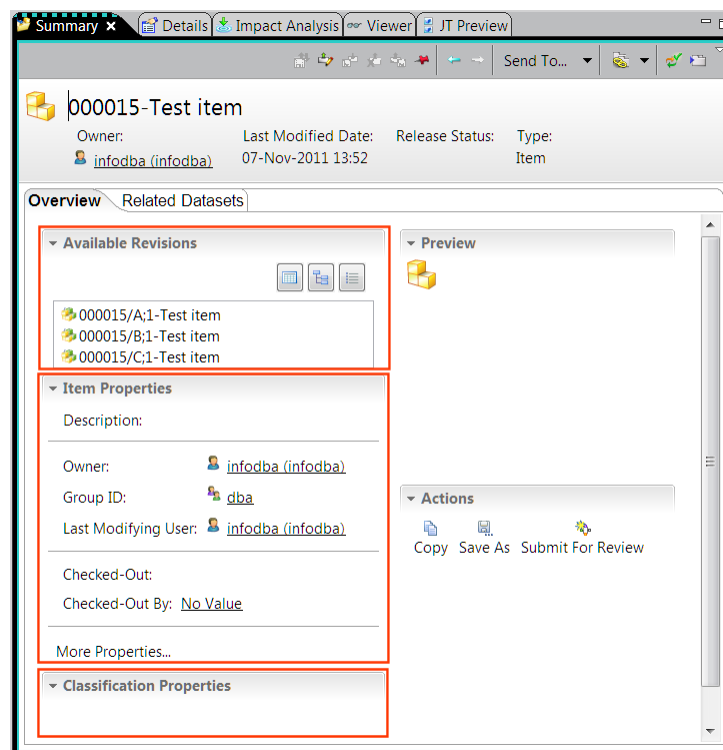 Summary Details Impact Analysis Viewer JT Preview
Send To...
000015-Test item
Owner: Last Modified Date: Release Status: Type:
infodba (infodba) 07-Nov-2011 13:52 Item
Overview Related Datasets
Available Revisions
000015/A;1-Test item
000015/B;1-Test item
000015/C;1-Test item
Item Properties
Description:
Owner: infodba (infodba)
Group ID: dba
Last Modifying User: infodba (infodba)
Checked-Out:
Checked-Out By: No Value
More Properties...
Classification Properties
Preview
Actions
Copy Save As Submit For Review